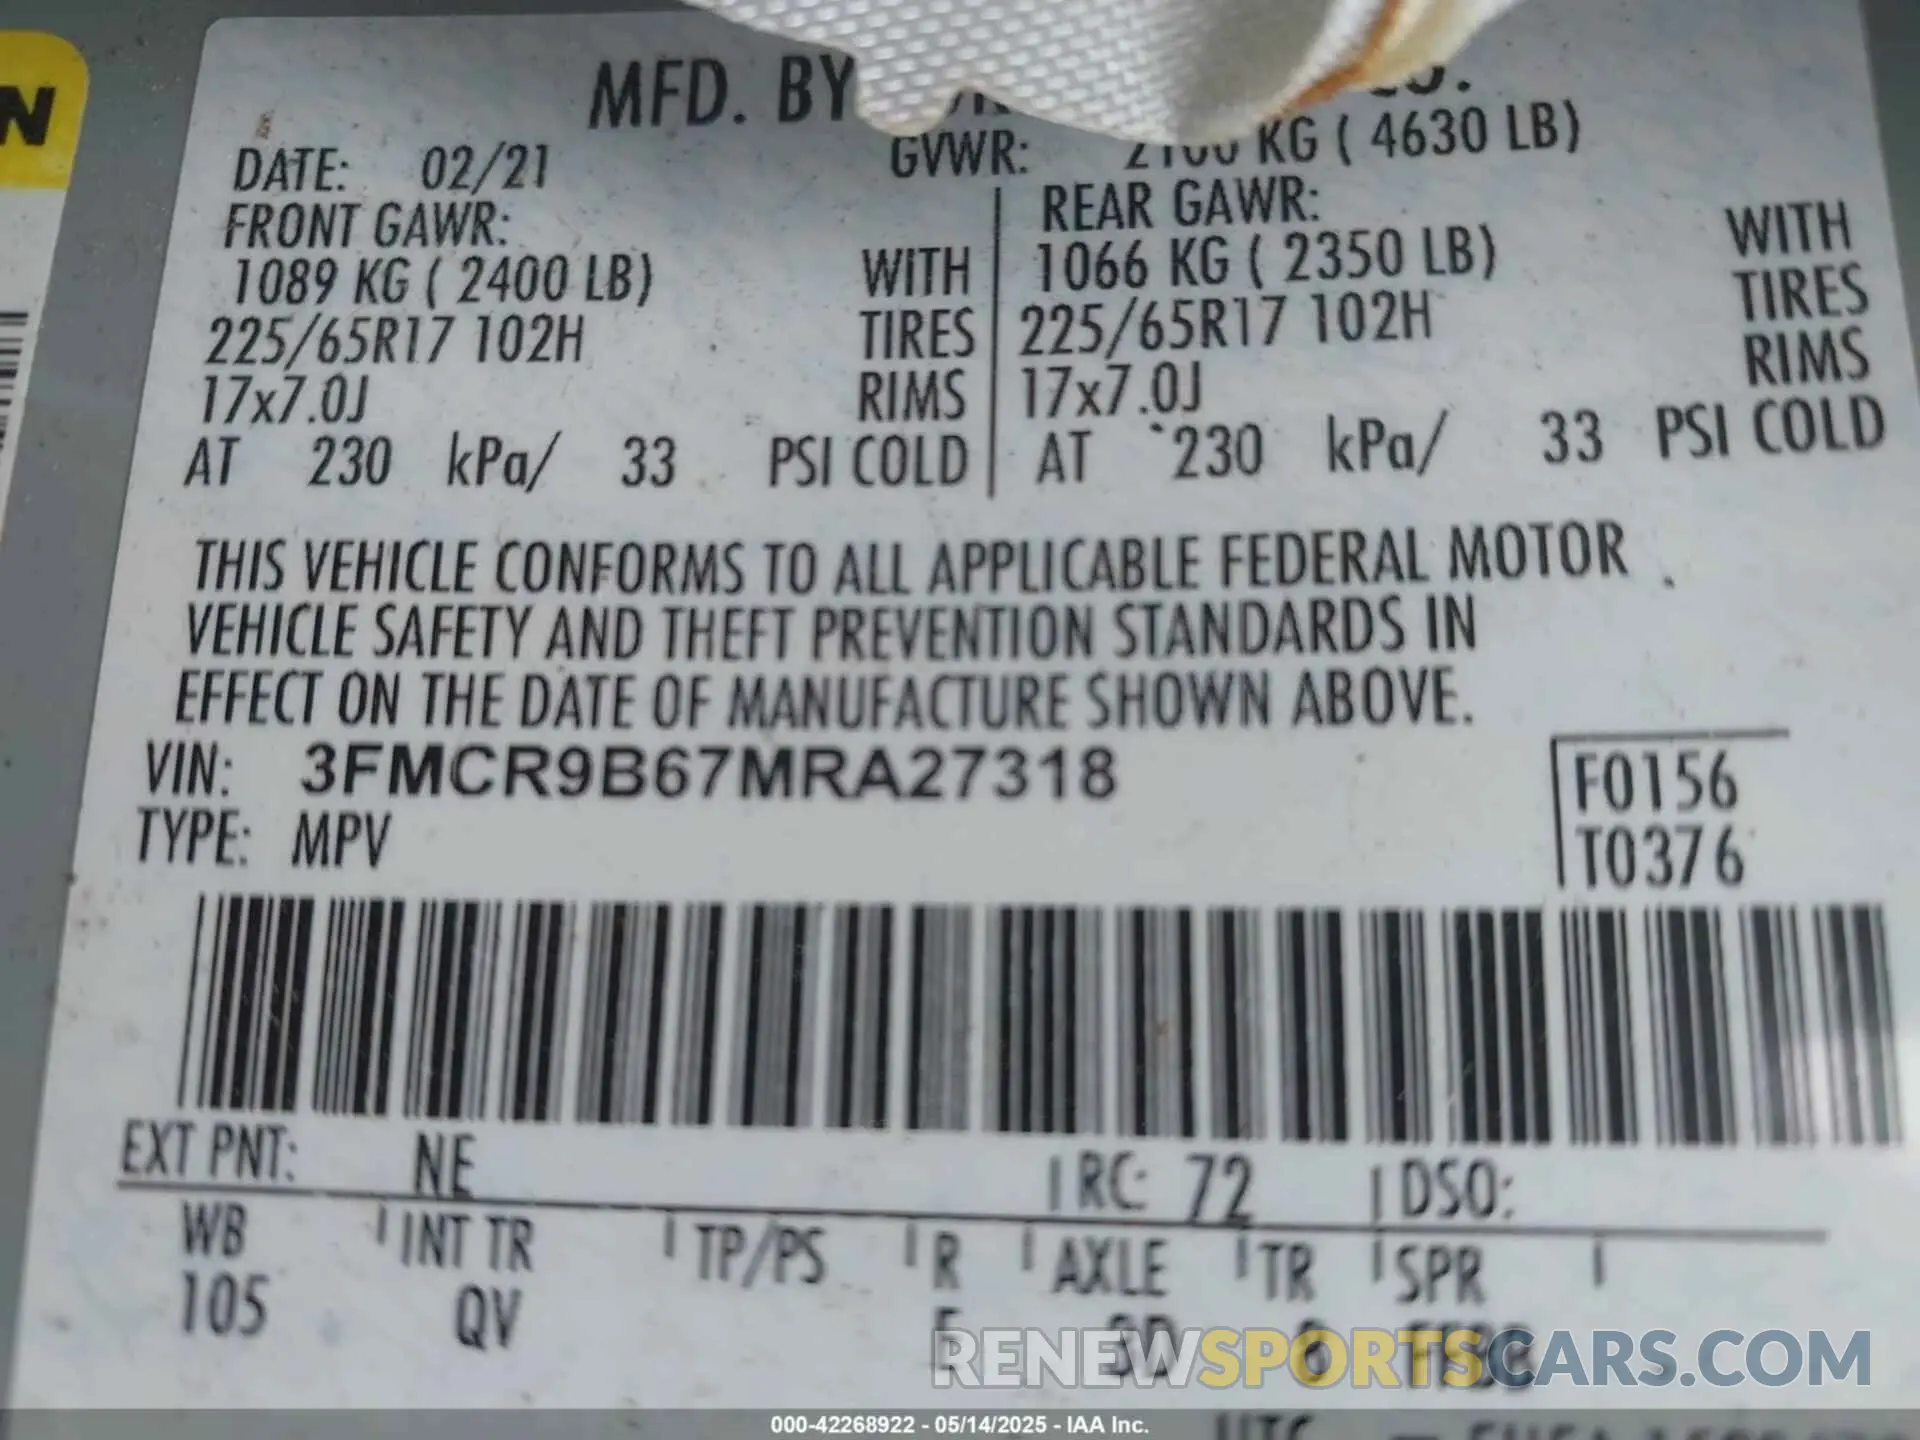 N
MFD. BY
DATE: 02/21 GVWR: 2100 KG ( 4630 LB)
FRONT GAWR: REAR GAWR:
1089 KG ( 2400 LB) WITH 1066 KG ( 2350 LB) WITH
225/65R17 102H TIRES 225/65R17 102H TIRES
17x7.0J RIMS 17x7.0J RIMS
AT 230 kPa/ 33 PSI COLD AT 230 kPa/ 33 PSI COLD
THIS VEHICLE CONFORMS TO ALL APPLICABLE FEDERAL MOTOR
VEHICLE SAFETY AND THEFT PREVENTION STANDARDS IN
EFFECT ON THE DATE OF MANUFACTURE SHOWN ABOVE.
VIN: 3FMCR9B67MRA27318 F0156
TYPE: MPV T0376
EXT PNT: NE RC: 72 DSO:
WB INT TR TP/PS R AXLE TR SPR
105 QV
RENEWSPORTSCARS.COM
000-42268922 - 05/14/2025 - IAA Inc.